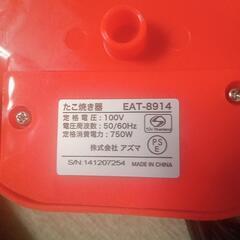 たこ焼き器 EAT-8914
定格電圧:100V
電圧周波数:50/60Hz
定格消費電力:750W
株式会社 アズマ
PS
E
S/N:141207254 MADE IN CHINA